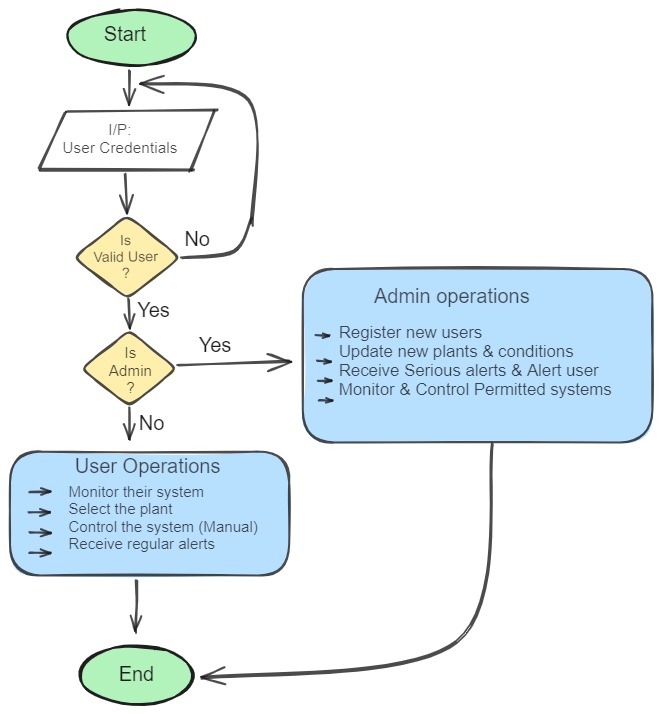 Start
I/P:
User Credentials
Is
Valid User
?
No
Yes
Is
Admin
?
Yes
No
Admin operations
Register new users
Update new plants & conditions
Receive Serious alerts & Alert user
Monitor & Control Permitted systems
User Operations
Monitor their system
Select the plant
Control the system (Manual)
Receive regular alerts
End